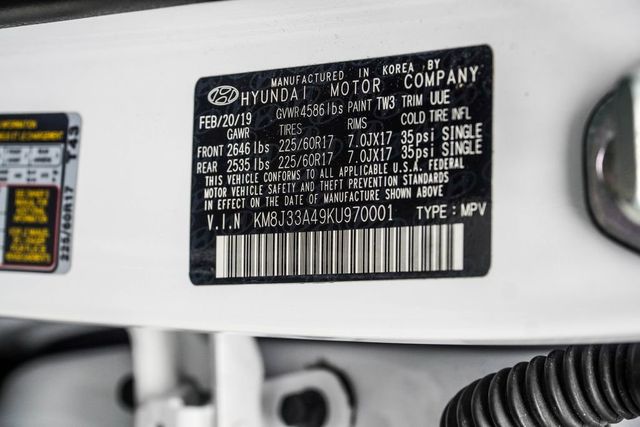 MANUFACTURED IN KOREA BY
HYUNDAI MOTOR COMPANY
FEB/20/19 GVWR 4586lbs PAINT TW3 TRIM UUE
GAWR TIRES RIMS COLD TIRE INFL
FRONT 2646 lbs 225/60R17 7.0JX17 35psi SINGLE
REAR 2535 lbs 225/60R17 7.0JX17 35psi SINGLE
THIS VEHICLE CONFORMS TO ALL APPLICABLE U.S.A. FEDERAL
MOTOR VEHICLE SAFETY AND THEFT PREVENTION STANDARDS
IN EFFECT ON THE DATE OF MANUFACTURE SHOWN ABOVE
V.I.N KM8J33A49KU970001 TYPE : MPV
225/60R17